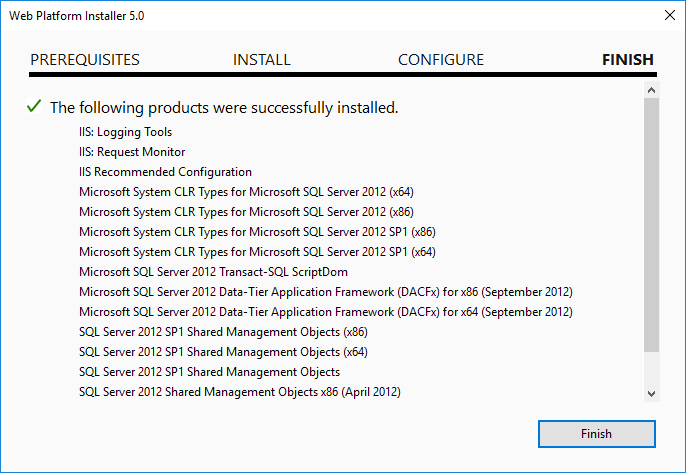 Web Platform Installer 5.0
PREREQUISITES INSTALL CONFIGURE FINISH
The following products were successfully installed.
IIS: Logging Tools
IIS: Request Monitor
IIS Recommended Configuration
Microsoft System CLR Types for Microsoft SQL Server 2012 (x64)
Microsoft System CLR Types for Microsoft SQL Server 2012 (x86)
Microsoft System CLR Types for Microsoft SQL Server 2012 SP1 (x86)
Microsoft System CLR Types for Microsoft SQL Server 2012 SP1 (x64)
Microsoft SQL Server 2012 Transact-SQL ScriptDom
Microsoft SQL Server 2012 Data-Tier Application Framework (DACFx) for x86 (September 2012)
Microsoft SQL Server 2012 Data-Tier Application Framework (DACFx) for x64 (September 2012)
SQL Server 2012 SP1 Shared Management Objects (x86)
SQL Server 2012 SP1 Shared Management Objects (x64)
SQL Server 2012 SP1 Shared Management Objects
SQL Server 2012 Shared Management Objects x86 (April 2012)
Finish